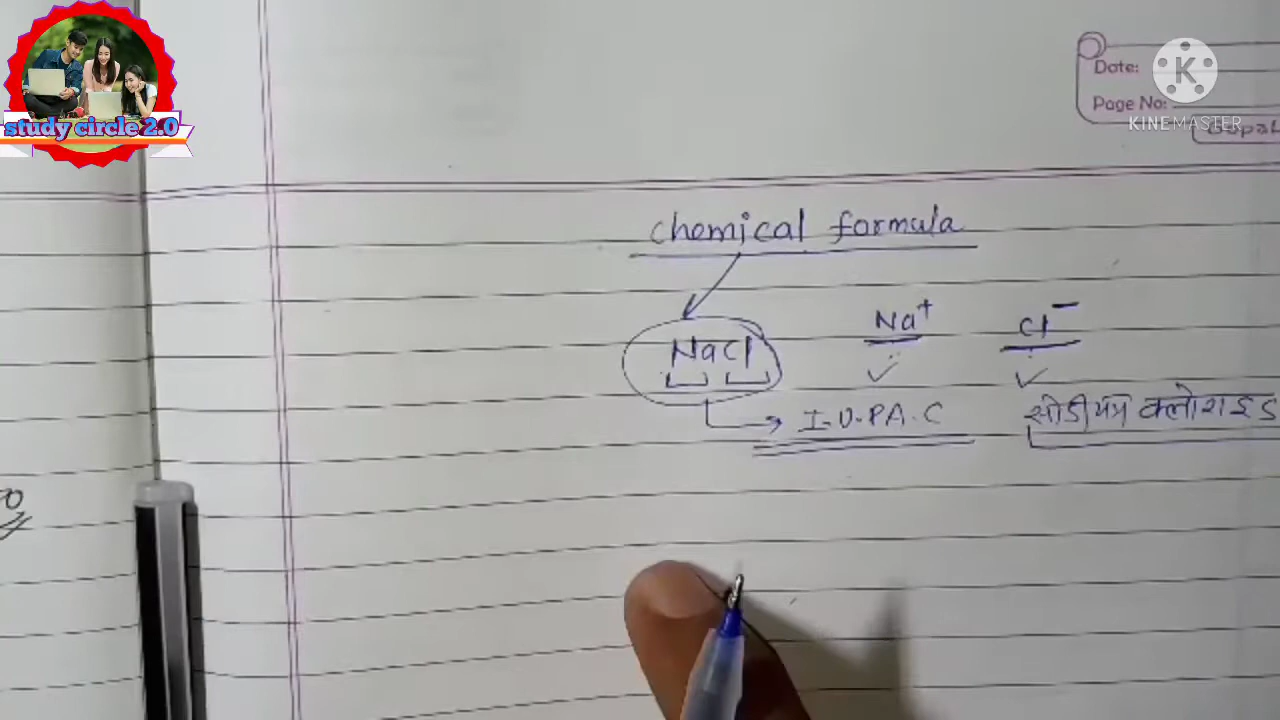 study circle 2.0
Date:
Page No:
KINEMASTER
chemical formula
Na⁺ Cl⁻
NaCl
I.U.PA.C सोडीयम क्लोराइड